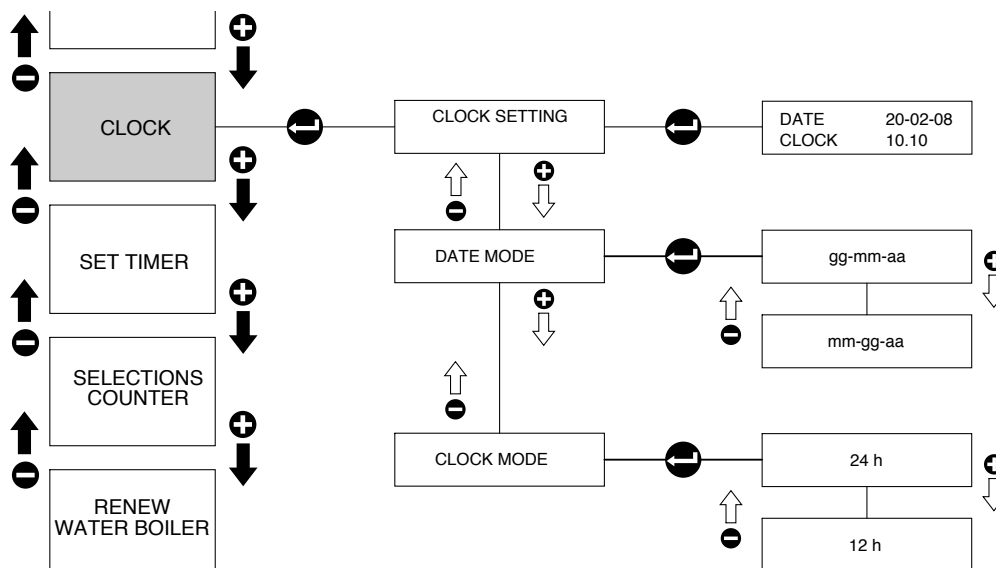 CLOCK
SET TIMER
SELECTIONS
COUNTER
RENEW
WATER BOILER
CLOCK SETTING
DATE MODE
CLOCK MODE
DATE 20-02-08
CLOCK 10.10
gg-mm-aa
mm-gg-aa
24 h
12 h